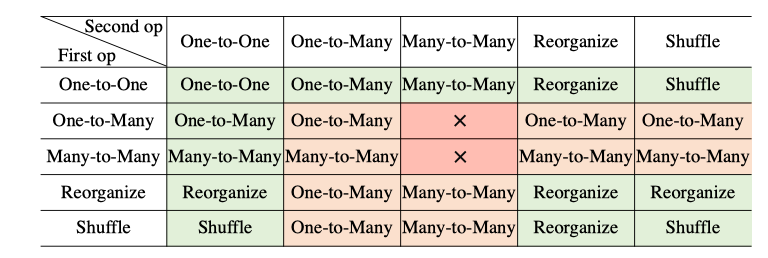 Second op
First op
One-to-One One-to-Many Many-to-Many Reorganize Shuffle
One-to-One One-to-One One-to-Many Many-to-Many Reorganize Shuffle
One-to-Many One-to-Many One-to-Many × One-to-Many One-to-Many
Many-to-Many Many-to-Many Many-to-Many × Many-to-Many Many-to-Many
Reorganize Reorganize One-to-Many Many-to-Many Reorganize Reorganize
Shuffle Shuffle One-to-Many Many-to-Many Reorganize Shuffle